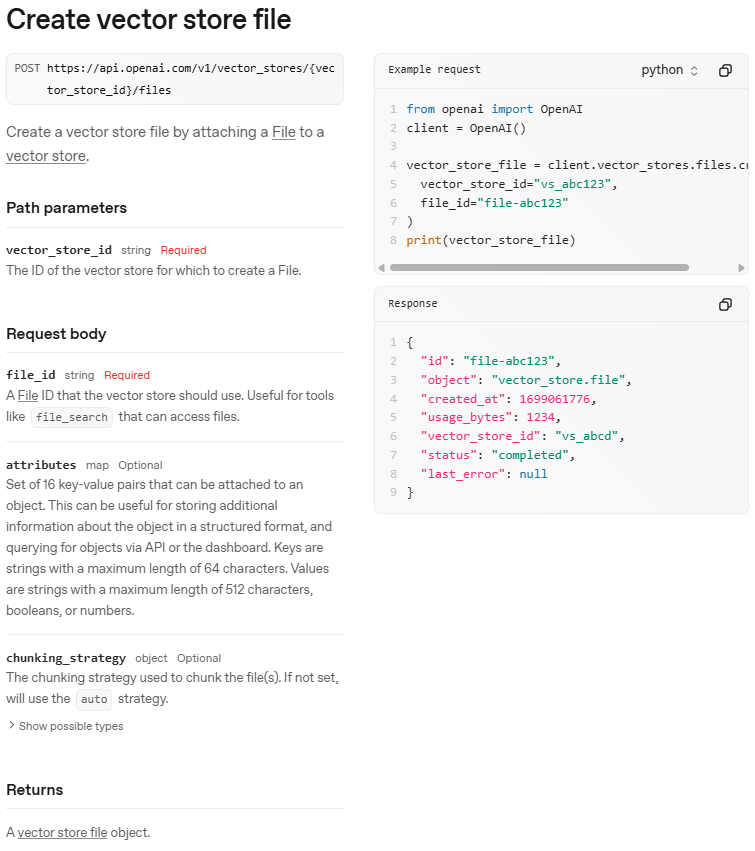 Create vector store file
POST https://api.openai.com/v1/vector_stores/{vec
tor_store_id}/files
Create a vector store file by attaching a File to a
vector store.
Path parameters
vector_store_id string Required
The ID of the vector store for which to create a File.
Request body
file_id string Required
A File ID that the vector store should use. Useful for tools
like file_search that can access files.
attributes map Optional
Set of 16 key-value pairs that can be attached to an
object. This can be useful for storing additional
information about the object in a structured format, and
querying for objects via API or the dashboard. Keys are
strings with a maximum length of 64 characters. Values
are strings with a maximum length of 512 characters,
booleans, or numbers.
chunking_strategy object Optional
The chunking strategy used to chunk the file(s). If not set,
will use the auto strategy.
Show possible types
Returns
A vector store file object.
Example request python
1 from openai import OpenAI
2 client = OpenAI()
3
4 vector_store_file = client.vector_stores.files.cr
5 vector_store_id="vs_abc123",
6 file_id="file-abc123"
7 )
8 print(vector_store_file)
Response
1 {
2 "id": "file-abc123",
3 "object": "vector_store.file",
4 "created_at": 1699061776,
5 "usage_bytes": 1234,
6 "vector_store_id": "vs_abcd",
7 "status": "completed",
8 "last_error": null
9 }